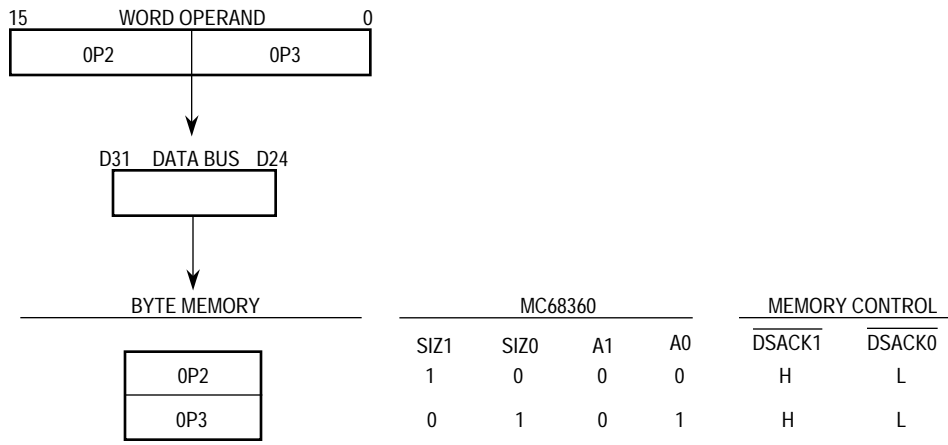 15 WORD OPERAND 0
0P2 0P3
D31 DATA BUS D24
BYTE MEMORY MC68360 MEMORY CONTROL
SIZ1 SIZ0 A1 A0 DSACK1 DSACK0
0P2 1 0 0 0 H L
0P3 0 1 0 1 H L